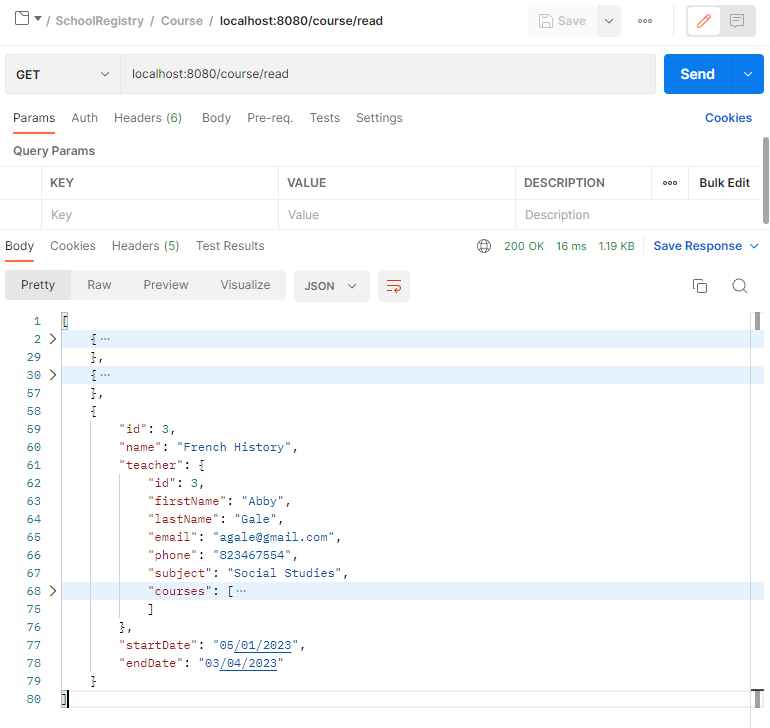 / SchoolRegistry / Course / localhost:8080/course/read Save
GET localhost:8080/course/read Send
Params Auth Headers (6) Body Pre-req. Tests Settings Cookies
Query Params
KEY VALUE DESCRIPTION Bulk Edit
Key Value Description
Body Cookies Headers (5) Test Results 200 OK 16 ms 1.19 KB Save Response
Pretty Raw Preview Visualize JSON
1 [
2 { ...
29 },
30 { ...
57 },
58 {
59 "id": 3,
60 "name": "French History",
61 "teacher": {
62 "id": 3,
63 "firstName": "Abby",
64 "lastName": "Gale",
65 "email": "agale@gmail.com",
66 "phone": "823467554",
67 "subject": "Social Studies",
68 "courses": [ ...
75 ]
76 },
77 "startDate": "05/01/2023",
78 "endDate": "03/04/2023"
79 }
80 ]